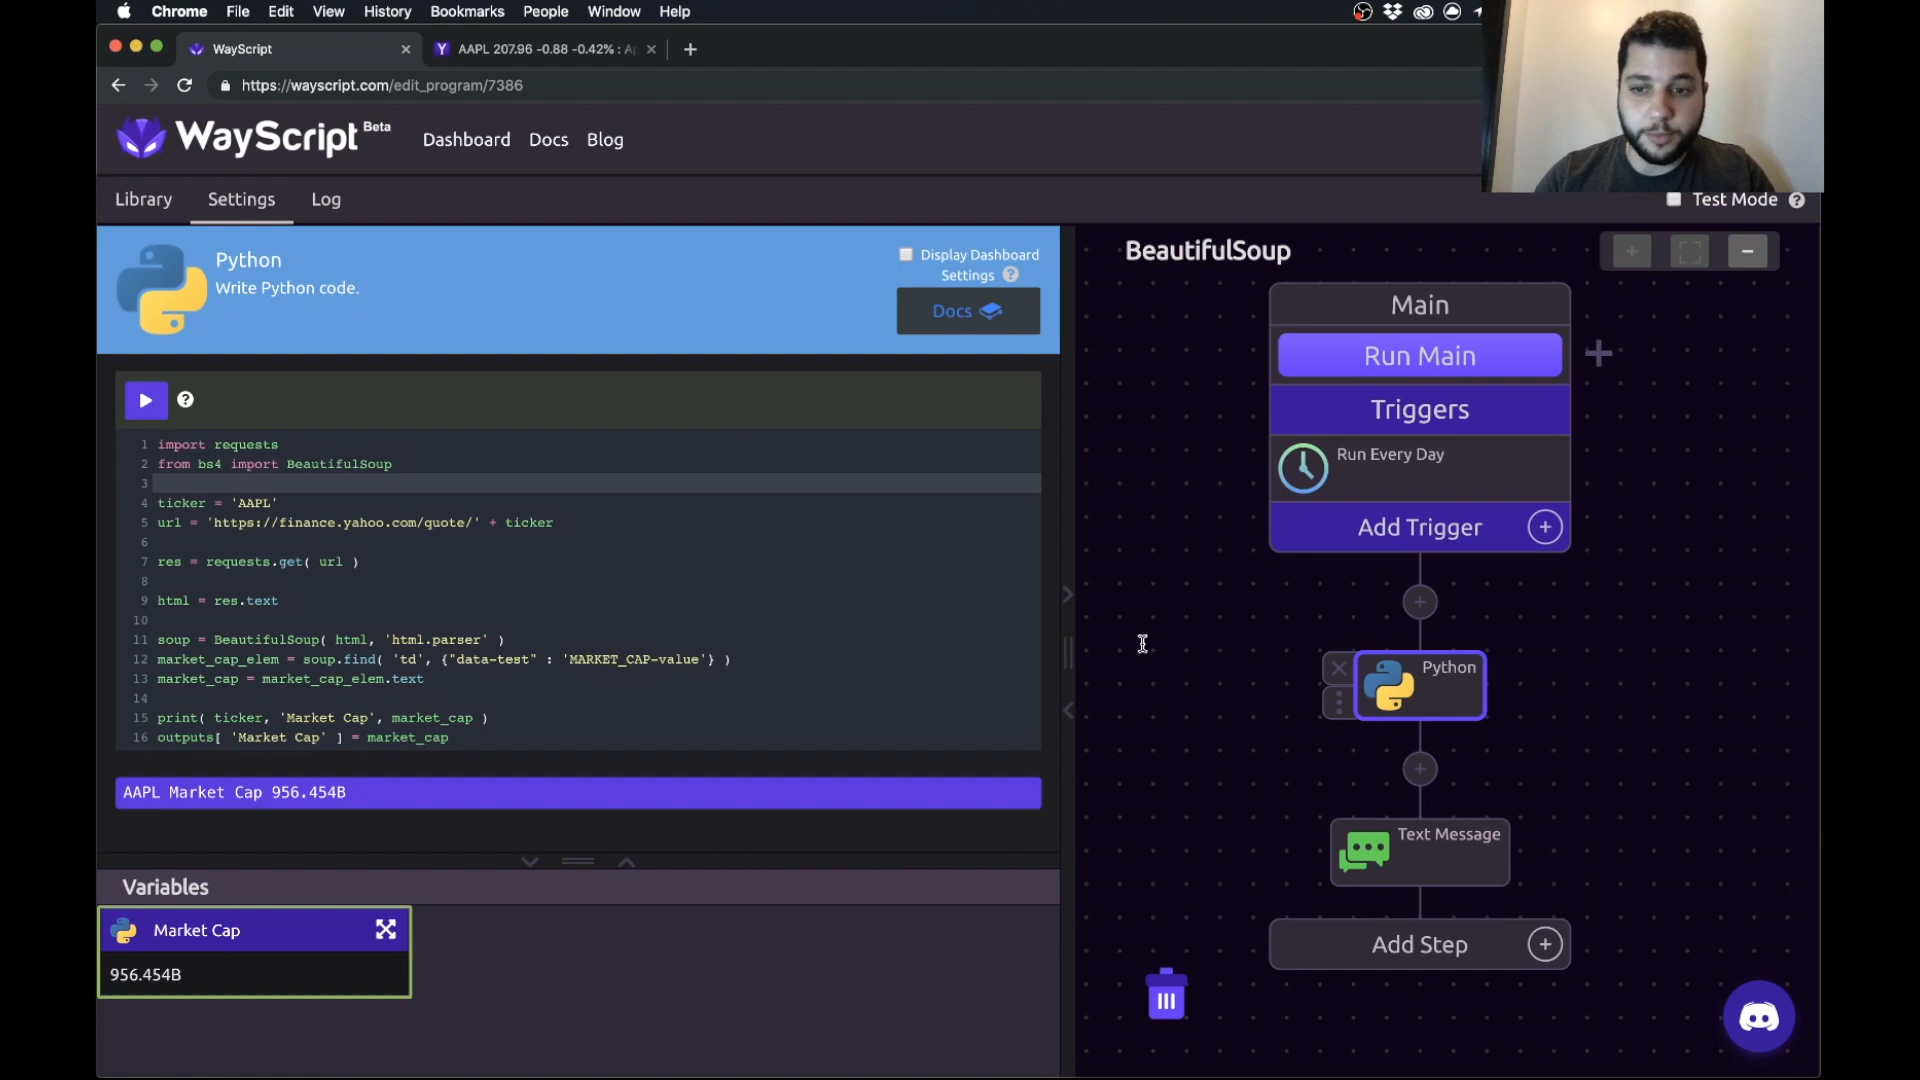 Chrome File Edit View History Bookmarks People Window Help
WayScript
AAPL 207.96 -0.88 -0.42% : A
https://wayscript.com/edit_program/7386
WayScript Beta
Dashboard Docs Blog
Library Settings Log
Test Mode ?
Python
Write Python code.
Display Dashboard
Settings ?
Docs
?
1 import requests
2 from bs4 import BeautifulSoup
3
4 ticker = 'AAPL'
5 url = 'https://finance.yahoo.com/quote/' + ticker
6
7 res = requests.get( url )
8
9 html = res.text
10
11 soup = BeautifulSoup( html, 'html.parser' )
12 market_cap_elem = soup.find( 'td', {"data-test" : 'MARKET_CAP-value'} )
13 market_cap = market_cap_elem.text
14
15 print( ticker, 'Market Cap', market_cap )
16 outputs[ 'Market Cap' ] = market_cap
AAPL Market Cap 956.454B
Variables
Market Cap
956.454B
BeautifulSoup
Main
Run Main
Triggers
Run Every Day
Add Trigger
Python
Text Message
Add Step